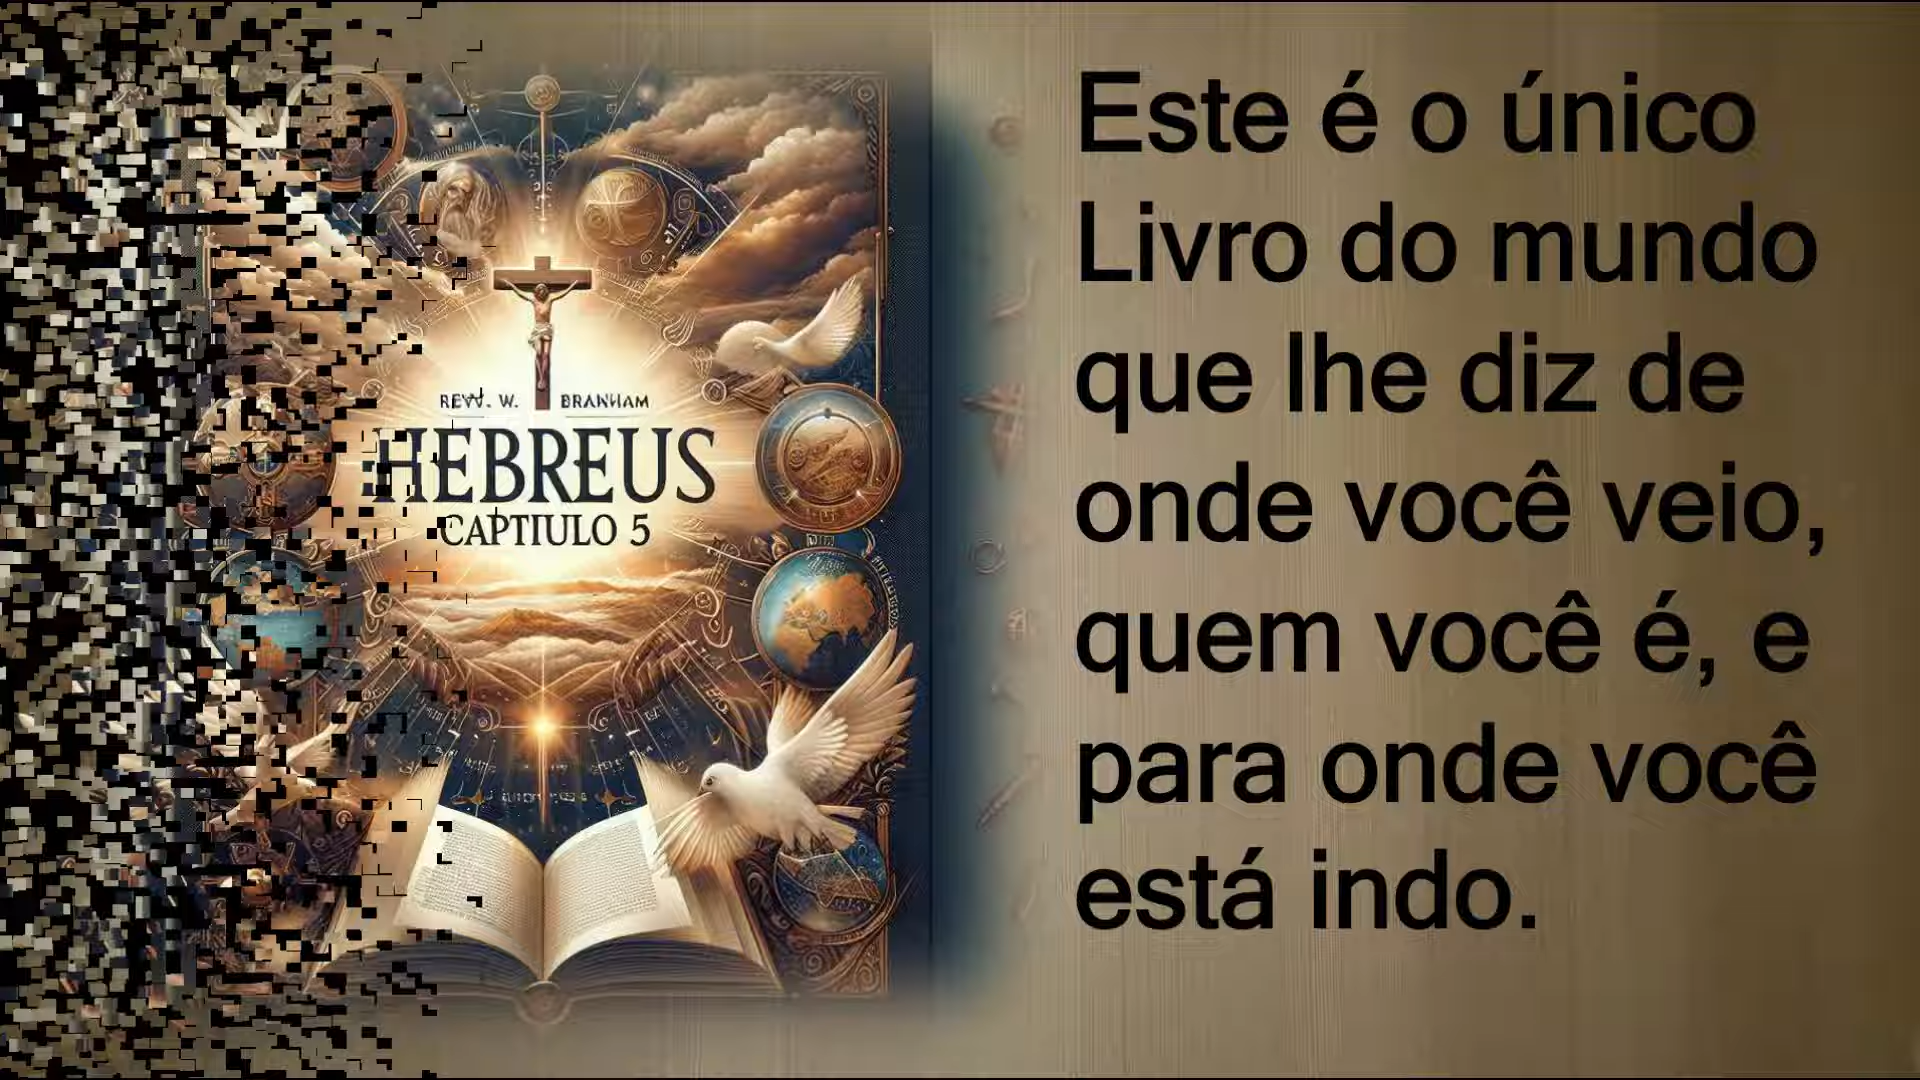 REVV. W. BRANHAM
HEBREUS
CAPTIULO 5
Este é o único
Livro do mundo
que lhe diz de
onde você veio,
quem você é, e
para onde você
está indo.